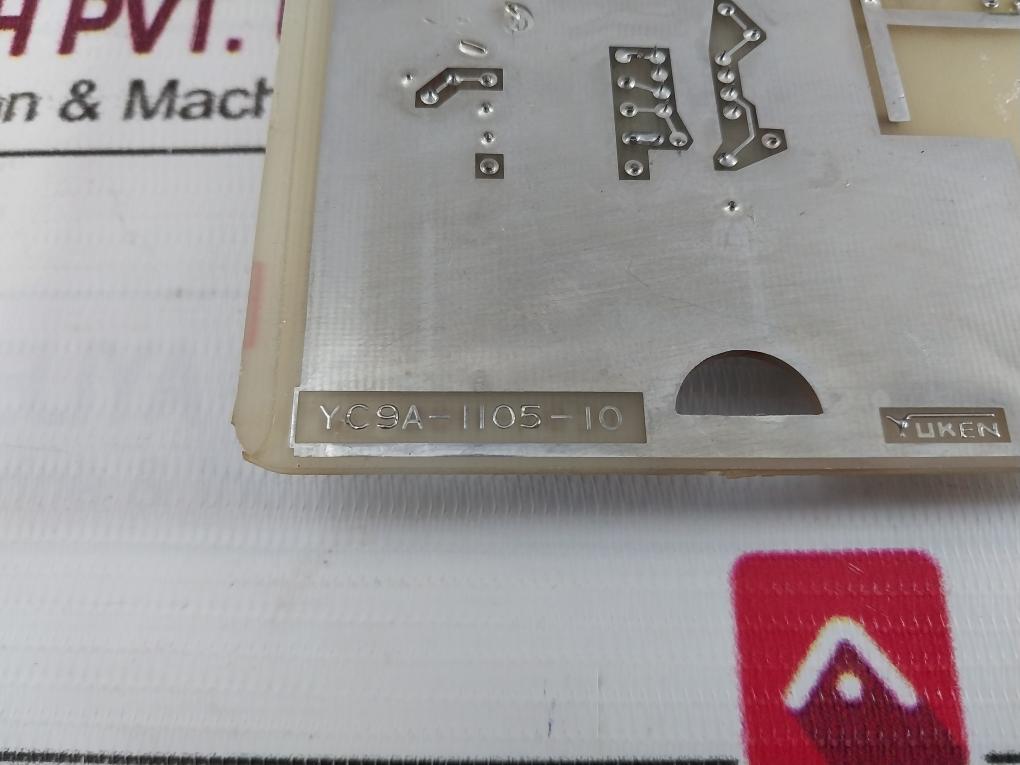 H PVT.
n & Mach
YC9A-1105-10
YUKEN